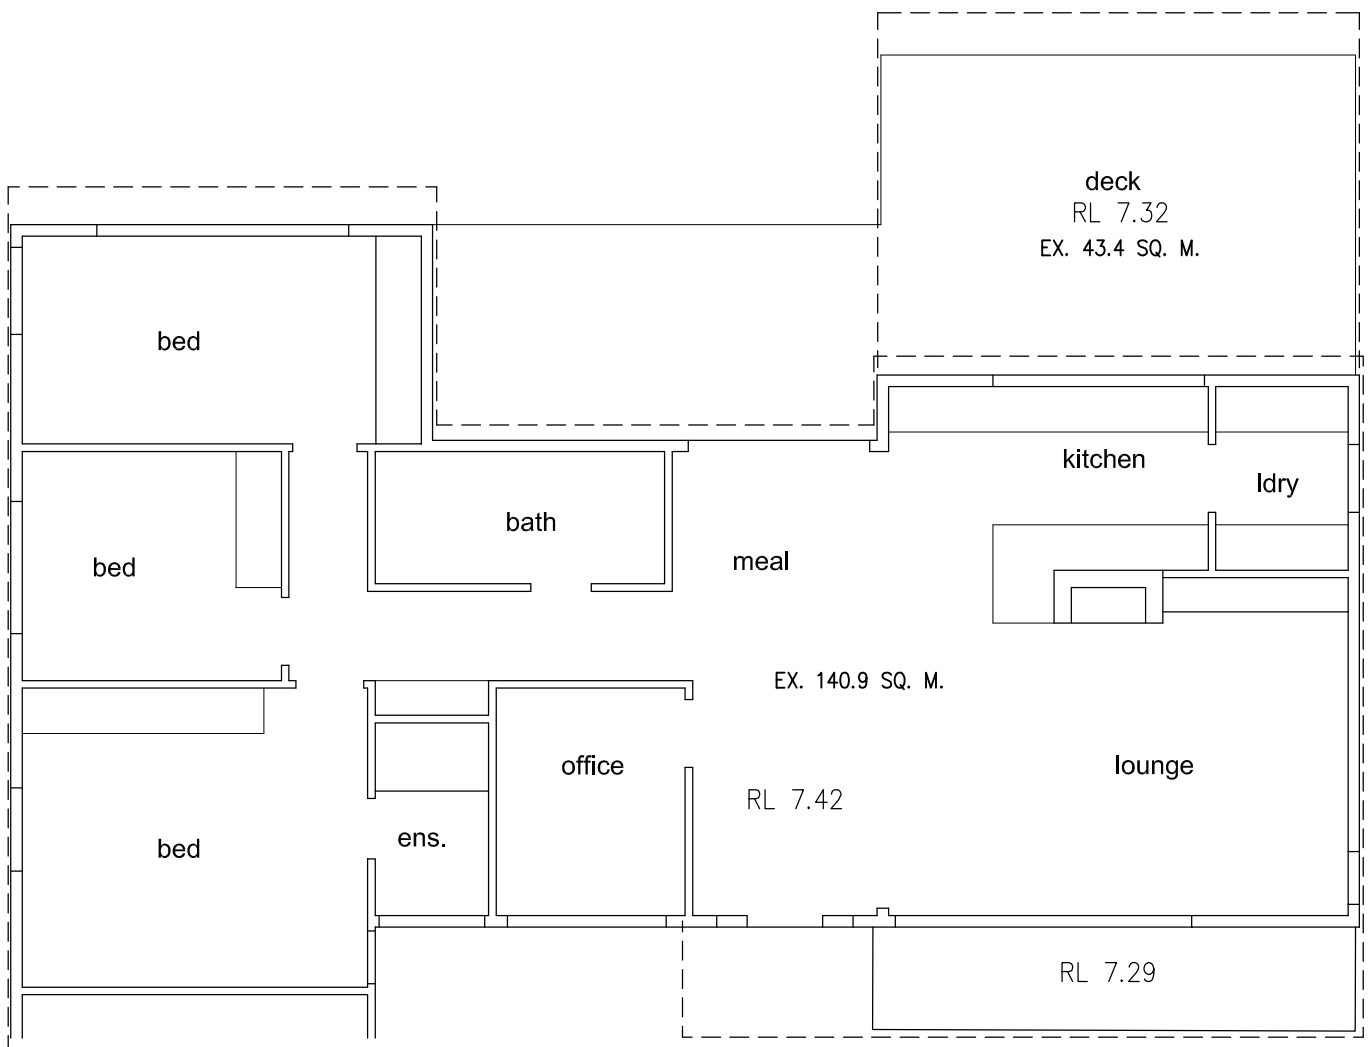 deck
RL 7.32
EX. 43.4 SQ. M.
bed
kitchen
ldry
bath
meal
bed
EX. 140.9 SQ. M.
office
lounge
RL 7.42
ens.
bed
RL 7.29